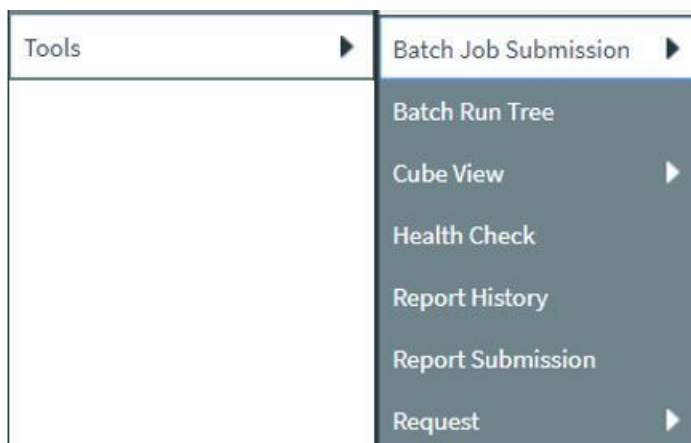 Tools
Batch Job Submission
Batch Run Tree
Cube View
Health Check
Report History
Report Submission
Request